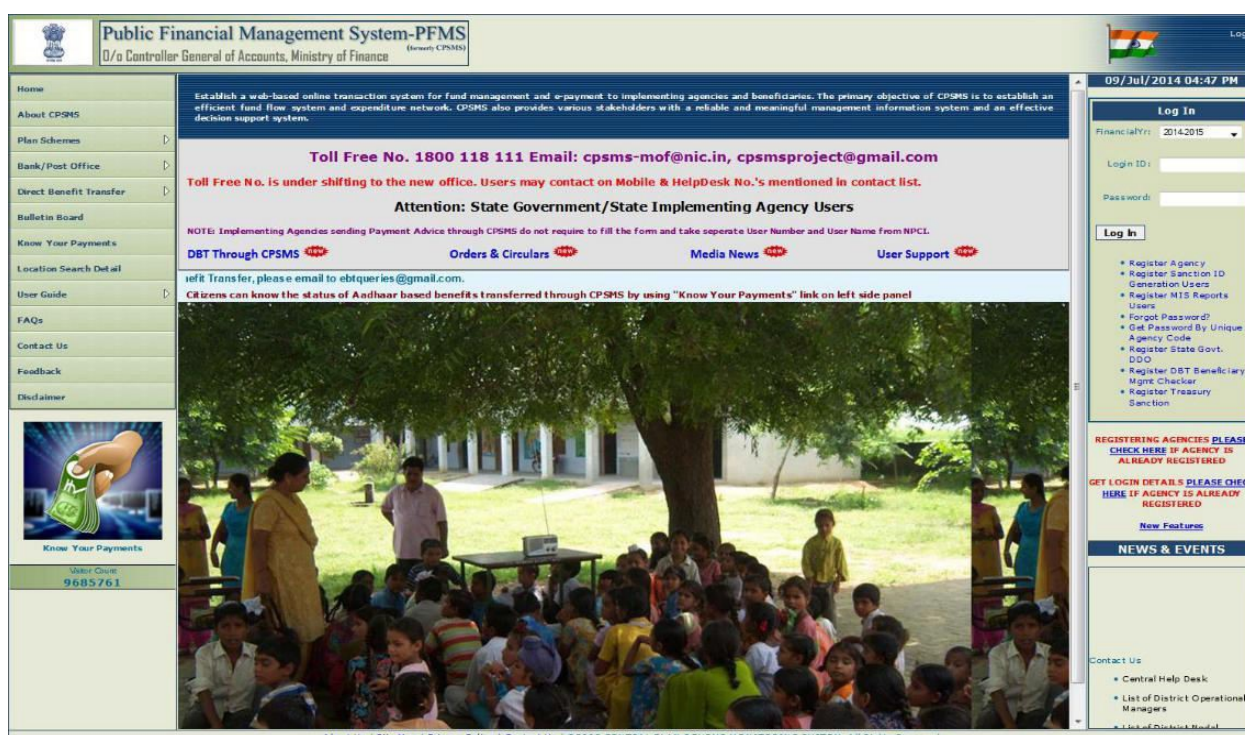 Public Financial Management System-PFMS
(formerly CPSMS)
O/o Controller General of Accounts, Ministry of Finance
Log
Home
About CPSMS
Plan Schemes
Bank/Post Office
Direct Benefit Transfer
Bulletin Board
Know Your Payments
Location Search Detail
User Guide
FAQs
Contact Us
Feedback
Disclaimer
Know Your Payments
Visitor Count
9685761
Establish a web-based online transaction system for fund management and e-payment to implementing agencies and beneficiaries. The primary objective of CPSMS is to establish an
efficient fund flow system and expenditure network. CPSMS also provides various stakeholders with a reliable and meaningful management information system and an effective
decision support system.
Toll Free No. 1800 118 111 Email: cpsms-mof@nic.in, cpsmsproject@gmail.com
Toll Free No. is under shifting to the new office. Users may contact on Mobile & HelpDesk No.'s mentioned in contact list.
Attention: State Government/State Implementing Agency Users
NOTE: Implementing Agencies sending Payment Advice through CPSMS do not require to fill the form and take seperate User Number and User Name from NPCI.
DBT Through CPSMS new Orders & Circulars new Media News new User Support new
efit Transfer, please email to ebtqueries@gmail.com.
Citizens can know the status of Aadhaar based benefits transferred through CPSMS by using "Know Your Payments" link on left side panel
09/Jul/2014 04:47 PM
Log In
FinancialYr: 2014-2015
Login ID:
Password:
Log In
Register Agency
Register Sanction ID
Generation Users
Register MIS Reports
Users
Forgot Password?
Get Password By Unique
Agency Code
Register State Govt.
DDO
Register DBT Beneficiary
Mgmt Checker
Register Treasury
Sanction
REGISTERING AGENCIES PLEASE
CHECK HERE IF AGENCY IS
ALREADY REGISTERED
GET LOGIN DETAILS PLEASE CHEC
HERE IF AGENCY IS ALREADY
REGISTERED
New Features
NEWS & EVENTS
Contact Us
Central Help Desk
List of District Operational
Managers
List of District Nodal